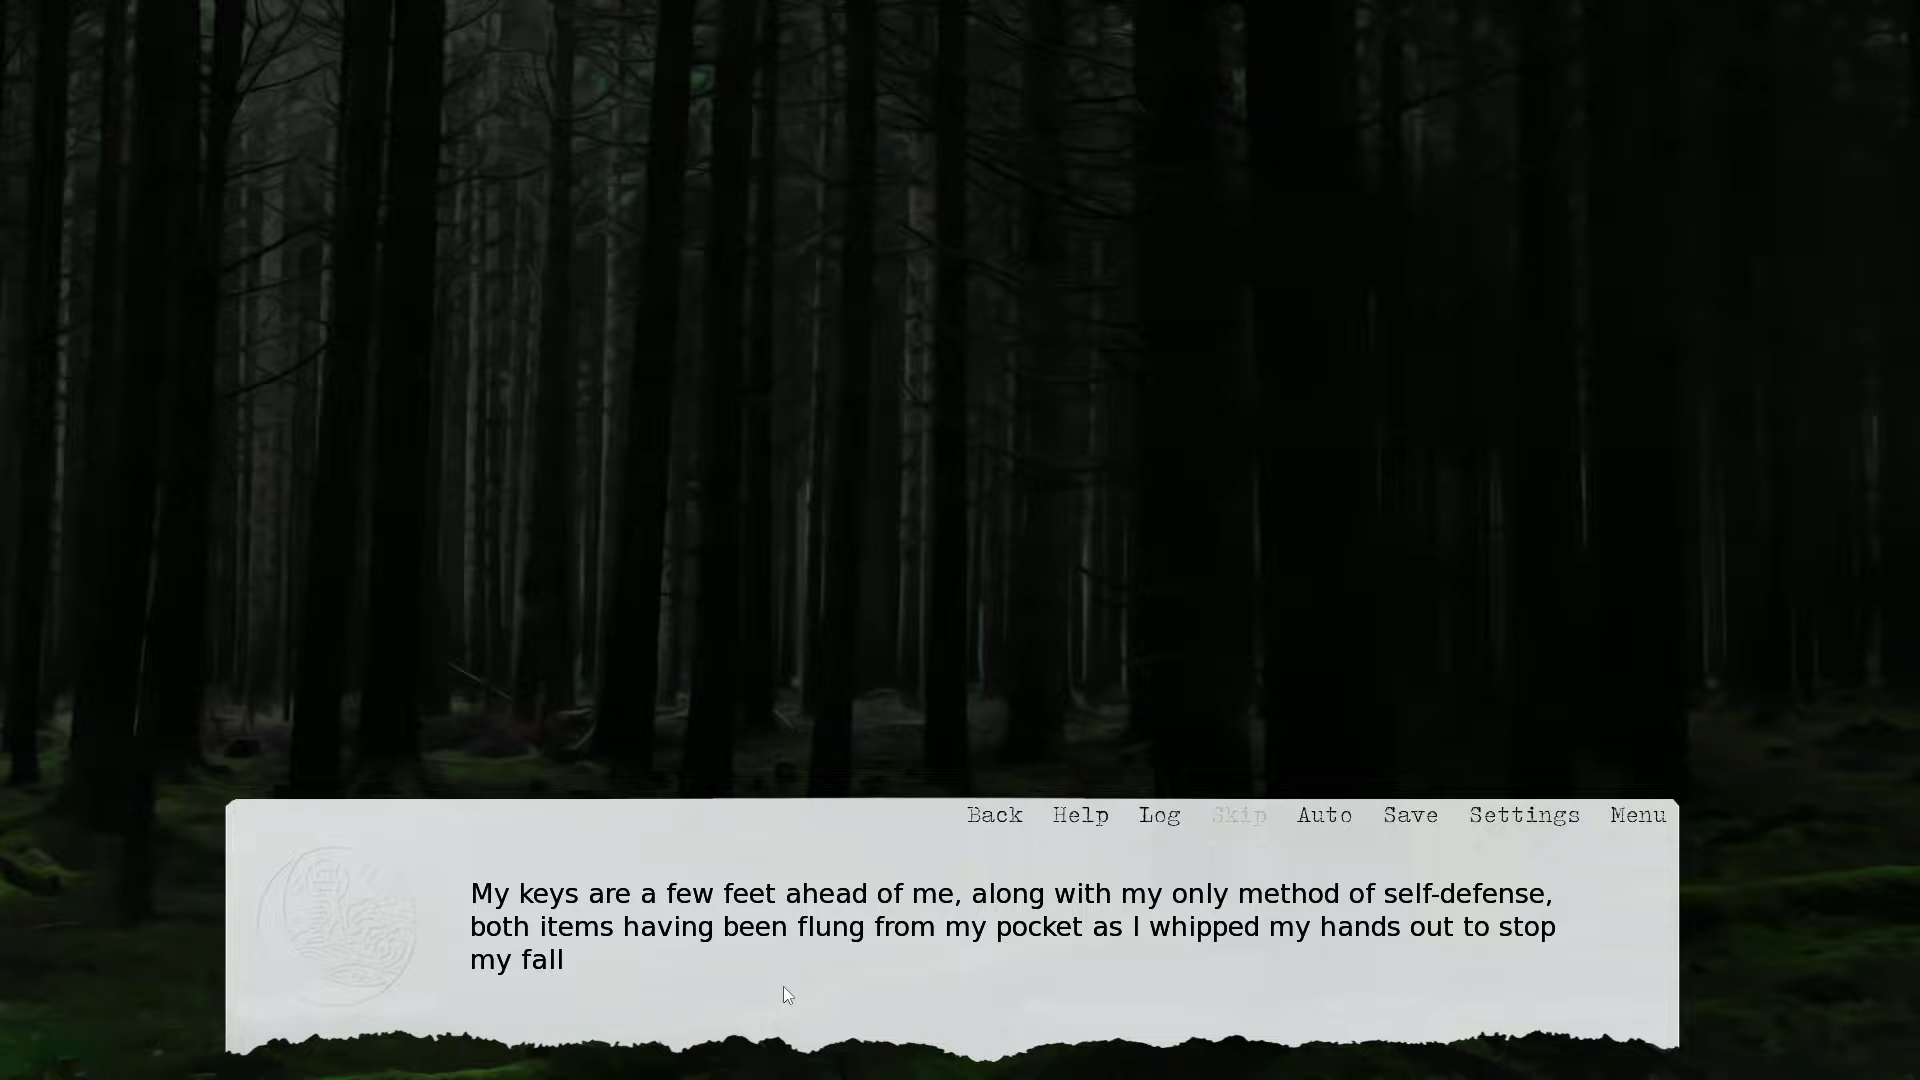 Back Help Log Skip Auto Save Settings Menu
My keys are a few feet ahead of me, along with my only method of self-defense,
both items having been flung from my pocket as I whipped my hands out to stop
my fall